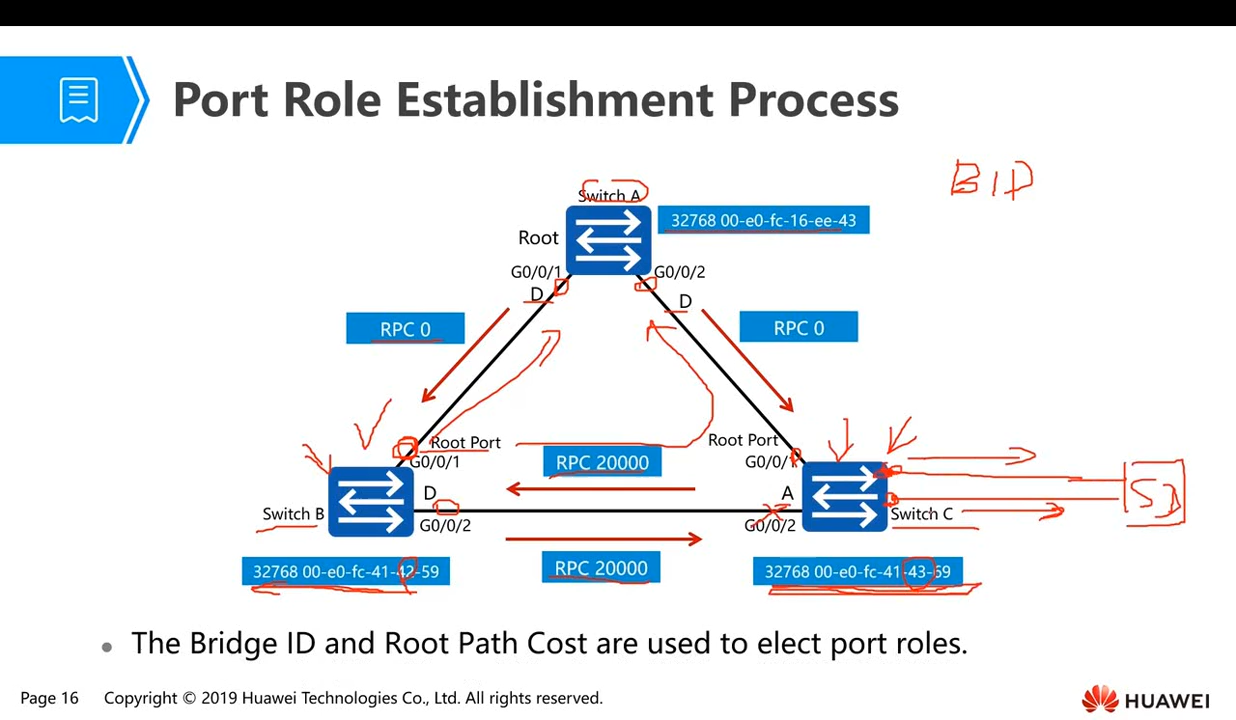 Port Role Establishment Process
BID
Switch A
32768 00-e0-fc-16-ee-43
Root
G0/0/1
G0/0/2
D
D
RPC 0
RPC 0
Root Port
Root Port
G0/0/1
RPC 20000
G0/0/1
D
A
SD
Switch B
Switch C
G0/0/2
G0/0/2
32768 00-e0-fc-41-42-59
RPC 20000
32768 00-e0-fc-41-43-59
The Bridge ID and Root Path Cost are used to elect port roles.
Page 16 Copyright © 2019 Huawei Technologies Co., Ltd. All rights reserved.
HUAWEI